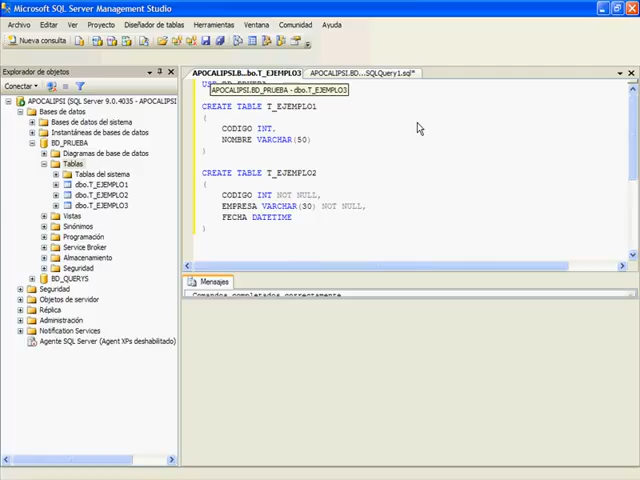 Microsoft SQL Server Management Studio
Archivo Editar Ver Proyecto Diseñador de tablas Herramientas Ventana Comunidad Ayuda
Nueva consulta
Explorador de objetos
Conectar
APOCALIPSI (SQL Server 9.0.4035 - APOCALIPSI
Bases de datos
Bases de datos del sistema
Instantáneas de bases de datos
BD_PRUEBA
Diagramas de base de datos
Tablas
Tablas del sistema
dbo.T_EJEMPLO1
dbo.T_EJEMPLO2
dbo.T_EJEMPLO3
Vistas
Sinónimos
Programación
Service Broker
Almacenamiento
Seguridad
BD_QUERYS
Seguridad
Objetos de servidor
Réplica
Administración
Notification Services
Agente SQL Server (Agent XPs deshabilitado)
APOCALIPSI.B...bo.T_EJEMPLO3 APOCALIPSI.BD...SQLQuery1.sql*
USE BD_PRUEBA
APOCALIPSI.BD_PRUEBA - dbo.T_EJEMPLO3
CREATE TABLE T_EJEMPLO1
(
CODIGO INT,
NOMBRE VARCHAR(50)
)
CREATE TABLE T_EJEMPLO2
(
CODIGO INT NOT NULL,
EMPRESA VARCHAR(30) NOT NULL,
FECHA DATETIME
)
Mensajes
Comandos completados correctamente.